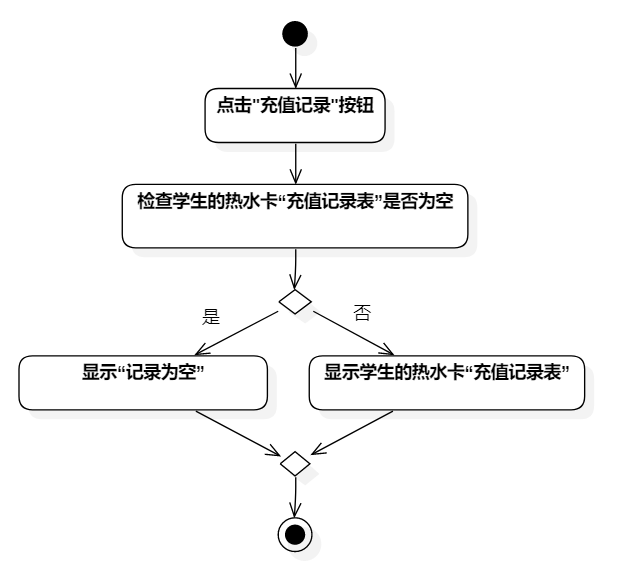 点击"充值记录"按钮
检查学生的热水卡“充值记录表”是否为空
是
否
显示“记录为空”
显示学生的热水卡“充值记录表”